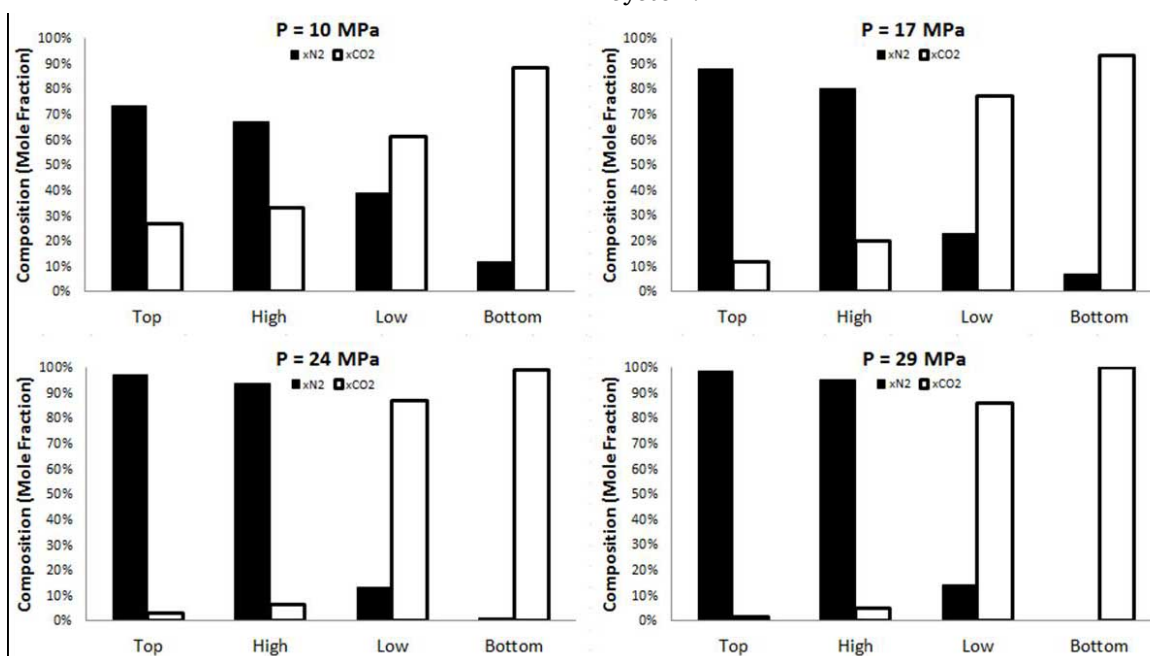 system.
P = 10 MPa
xN2 xCO2
Composition (Mole Fraction)
100%
90%
80%
70%
60%
50%
40%
30%
20%
10%
0%
Top High Low Bottom
P = 17 MPa
xN2 xCO2
Composition (Mole Fraction)
100%
90%
80%
70%
60%
50%
40%
30%
20%
10%
0%
Top High Low Bottom
P = 24 MPa
xN2 xCO2
Composition (Mole Fraction)
100%
90%
80%
70%
60%
50%
40%
30%
20%
10%
0%
Top High Low Bottom
P = 29 MPa
xN2 xCO2
Composition (Mole Fraction)
100%
90%
80%
70%
60%
50%
40%
30%
20%
10%
0%
Top High Low Bottom